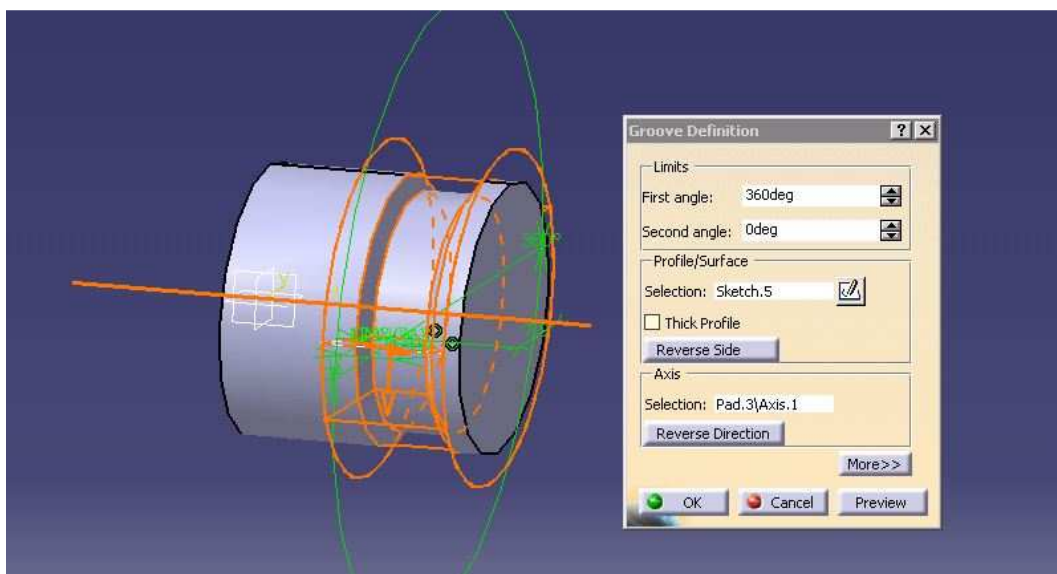 Groove Definition
Limits
First angle: 360deg
Second angle: 0deg
Profile/Surface
Selection: Sketch.5
Thick Profile
Reverse Side
Axis
Selection: Pad.3\Axis.1
Reverse Direction
More>>
OK Cancel Preview
y